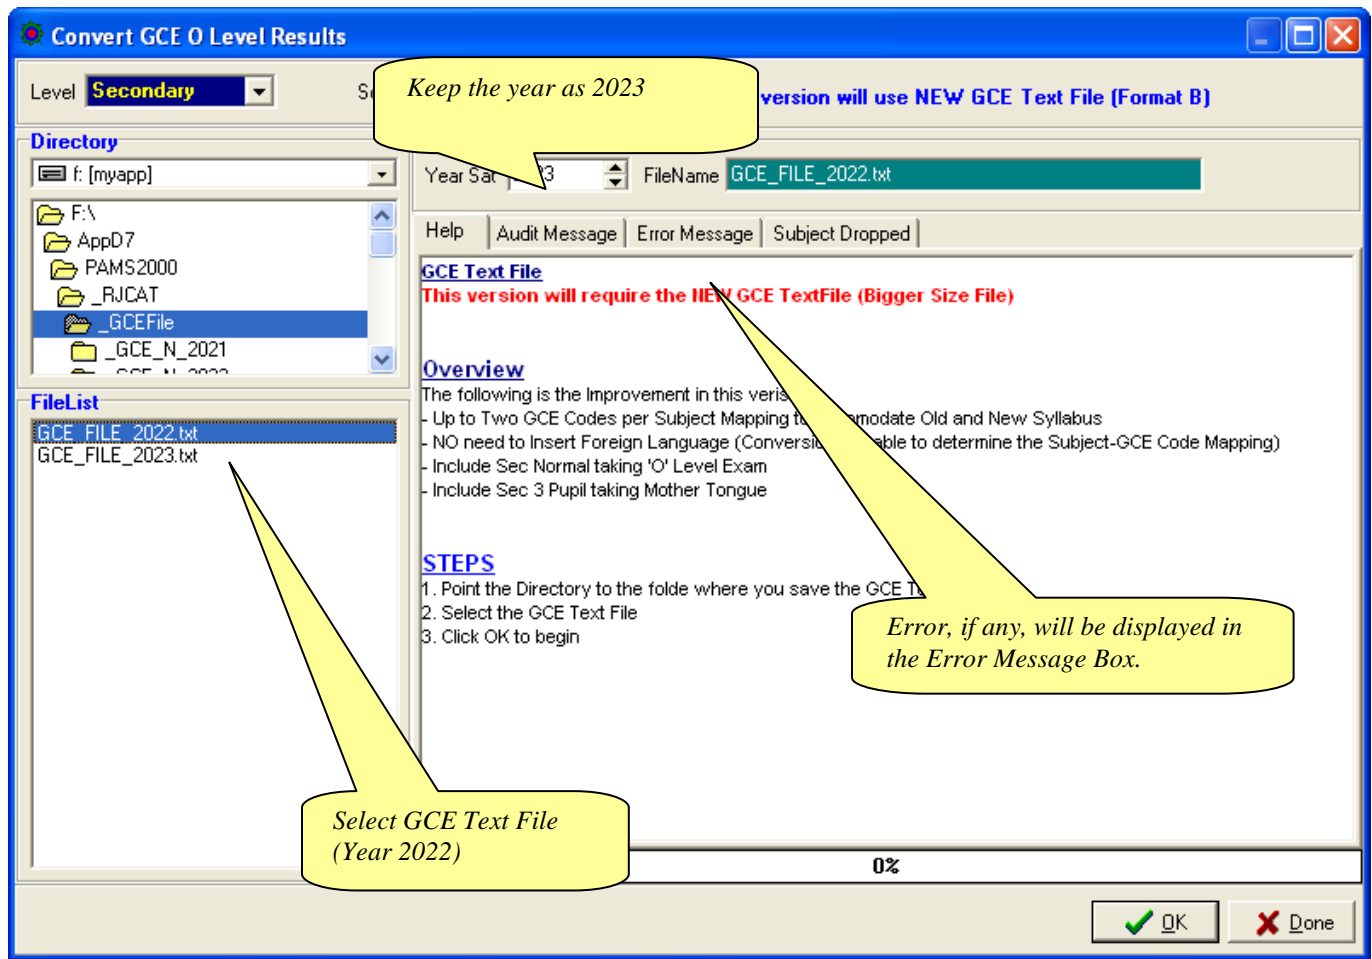 Convert GCE O Level Results
Level Secondary
Keep the year as 2023
version will use NEW GCE Text File (Format B)
Directory
f: [myapp]
F:\
AppD7
PAMS2000
_RJCAT
_GCEFile
_GCE_N_2021
Year Sat
FileName GCE_FILE_2022.txt
Help Audit Message Error Message Subject Dropped
GCE Text File
This version will require the NEW GCE TextFile (Bigger Size File)
Overview
The following is the Improvement in this veris
- Up to Two GCE Codes per Subject Mapping t modate Old and New Syllabus
- NO need to Insert Foreign Language (Conversi able to determine the Subject-GCE Code Mapping)
- Include Sec Normal taking 'O' Level Exam
- Include Sec 3 Pupil taking Mother Tongue
STEPS
1. Point the Directory to the folde where you save the GCE T
2. Select the GCE Text File
3. Click OK to begin
FileList
GCE_FILE_2022.txt
GCE_FILE_2023.txt
Error, if any, will be displayed in
the Error Message Box.
Select GCE Text File
(Year 2022)
0%
OK
Done